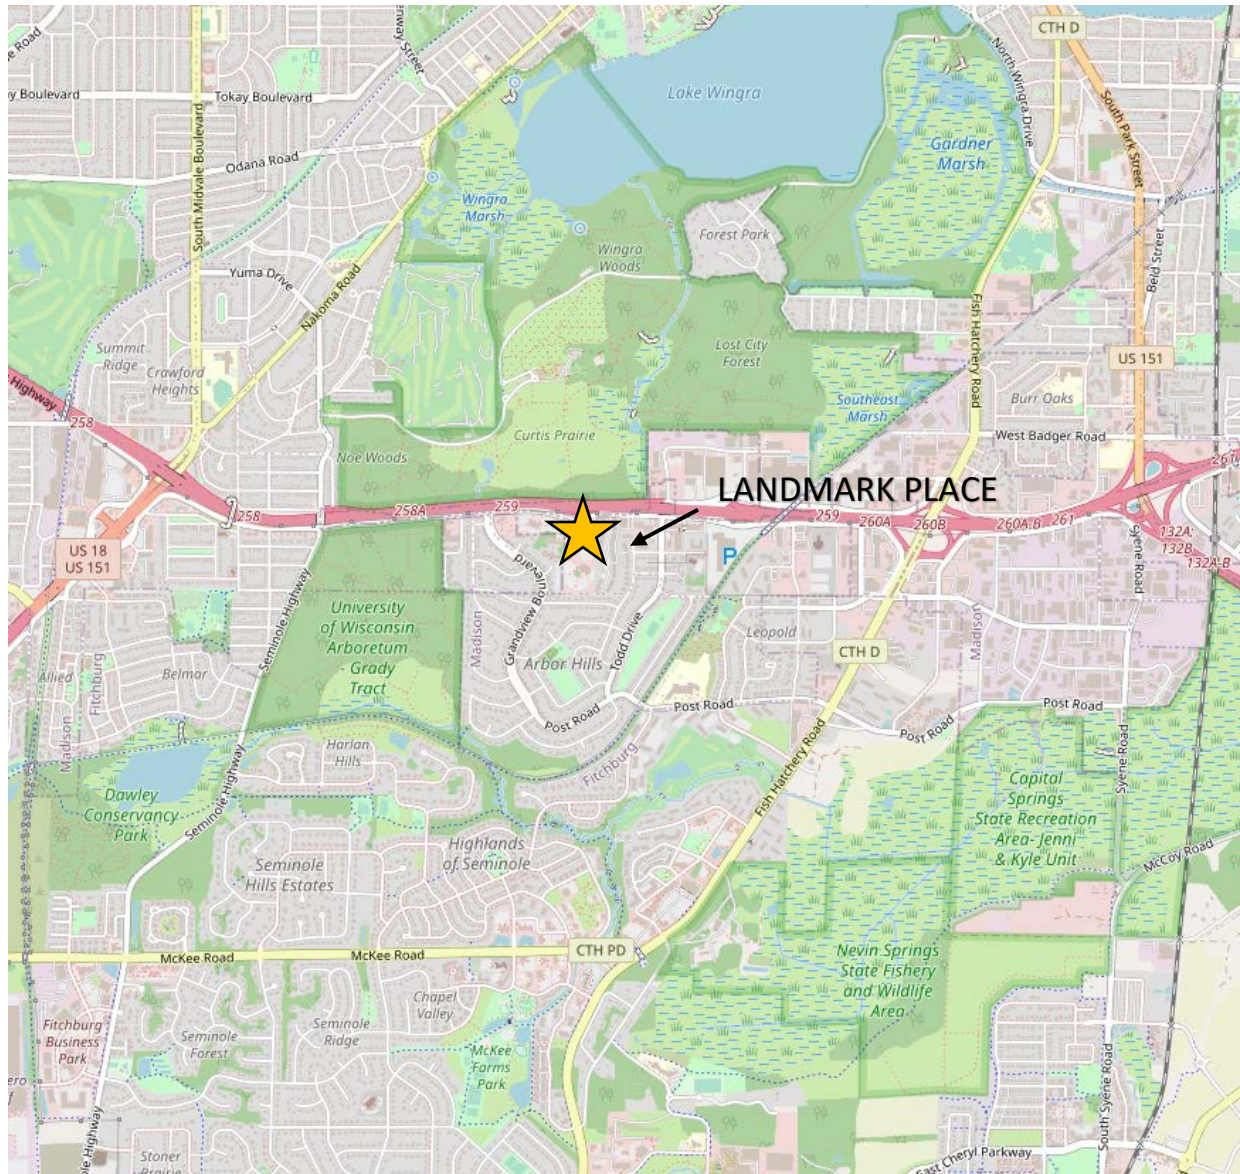 CTH D
Tokay Boulevard
Lake Wingra
North Wingra Drive
South Park Street
Odana Road
South Midvale Boulevard
Gardner
Marsh
Wingra
Marsh
Forest Park
Wingra
Woods
Beld Street
Yuma Drive
Nakoma Road
Fish Hatchery Road
Summit
Ridge
Crawford
Heights
Lost City
Forest
US 151
Southeast
Marsh
Burr Oaks
Highway
258
Curtis Prairie
West Badger Road
Noe Woods
261
LANDMARK PLACE
258
258A
259
259
260A
260B
260A-B
261
132A;
132B
132A-B
US 18
US 151
P
Syene Road
Seminole Highway
University
of Wisconsin
Arboretum
- Grady
Tract
Madison
Grandview Boulevard
Arbor Hills
Todd Drive
Leopold
CTH D
Madison
Allied
Fitchburg
Belmar
Post Road
Post Road
Post Road
Post Road
Madison
Harlan
Hills
Fitchburg
Fish Hatchery Road
Syene Road
Dawley
Conservancy
Park
Seminole Highway
Capital
Springs
State Recreation
Area- Jenni
& Kyle Unit
McCoy Road
Highlands
of Seminole
Seminole
Hills Estates
McKee Road
McKee Road
CTH PD
Nevin Springs
State Fishery
and Wildlife
Area
Chapel
Valley
Fitchburg
Business
Park
Seminole
Forest
Seminole
Ridge
McKee
Farms
Park
South Syene Road
Stoner
East Cheryl Parkway